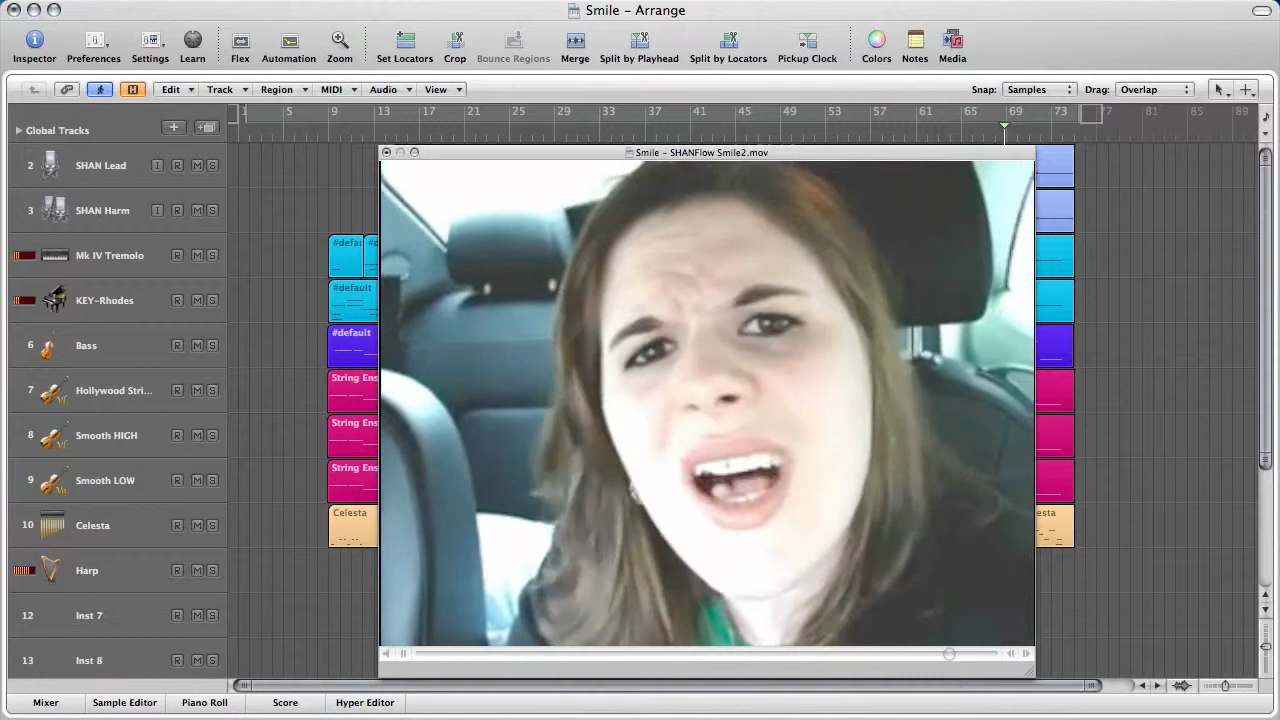 Smile – Arrange
Inspector Preferences Settings Learn Flex Automation Zoom Set Locators Crop Bounce Regions Merge Split by Playhead Split by Locators Pickup Clock Colors Notes Media
Edit Track Region MIDI Audio View Snap: Samples Drag: Overlap
1 5 9 13 17 21 25 29 33 37 41 45 49 53 57 61 65 69 73 77 81 85 89
Global Tracks
Smile – SHANFlow Smile2.mov
2 SHAN Lead I R M S
3 SHAN Harm I R M S
Mk IV Tremolo R M S #defau #d
KEY-Rhodes R M S #default
6 Bass R M S #default
7 Hollywood Stri... R M S String Ens
8 Smooth HIGH R M S String Ens
9 Smooth LOW R M S String Ens
10 Celesta R M S Celesta esta
Harp R M S
12 Inst 7 R M S
13 Inst 8 R M S
Mixer Sample Editor Piano Roll Score Hyper Editor